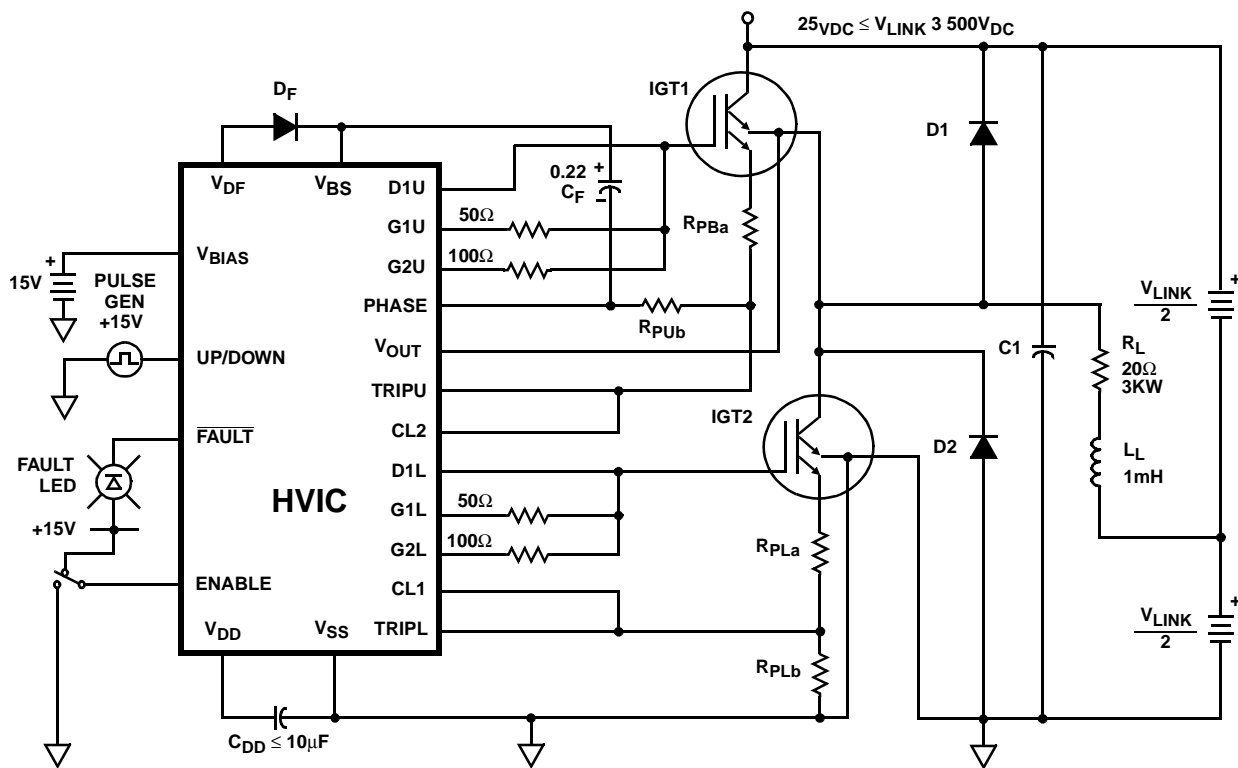 25VDC ≤ VLINK 3 500VDC
IGT1
DF
D1
VDF
VBS
D1U
0.22
+
CF
−
50Ω
G1U
RPBa
100Ω
G2U
VBIAS
+
15V
PULSE
GEN
+15V
PHASE
RPUb
VLINK
2
+
VOUT
C1
RL
20Ω
3KW
UP/DOWN
TRIPU
IGT2
CL2
FAULT
D1L
D2
LL
1mH
FAULT
LED
HVIC
50Ω
G1L
+15V
100Ω
G2L
RPLa
ENABLE
CL1
VLINK
2
+
VDD
VSS
TRIPL
RPLb
CDD ≤ 10µF